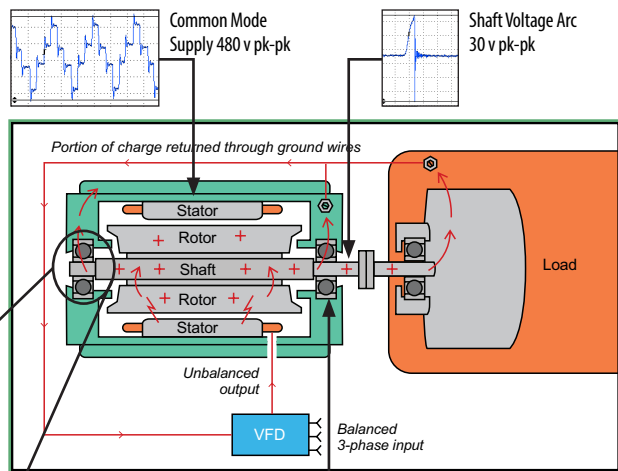 Common Mode
Supply 480 v pk-pk
Shaft Voltage Arc
30 v pk-pk
Portion of charge returned through ground wires
Stator
Rotor
Shaft
Rotor
Stator
Load
Unbalanced
output
VFD
Balanced
3-phase input